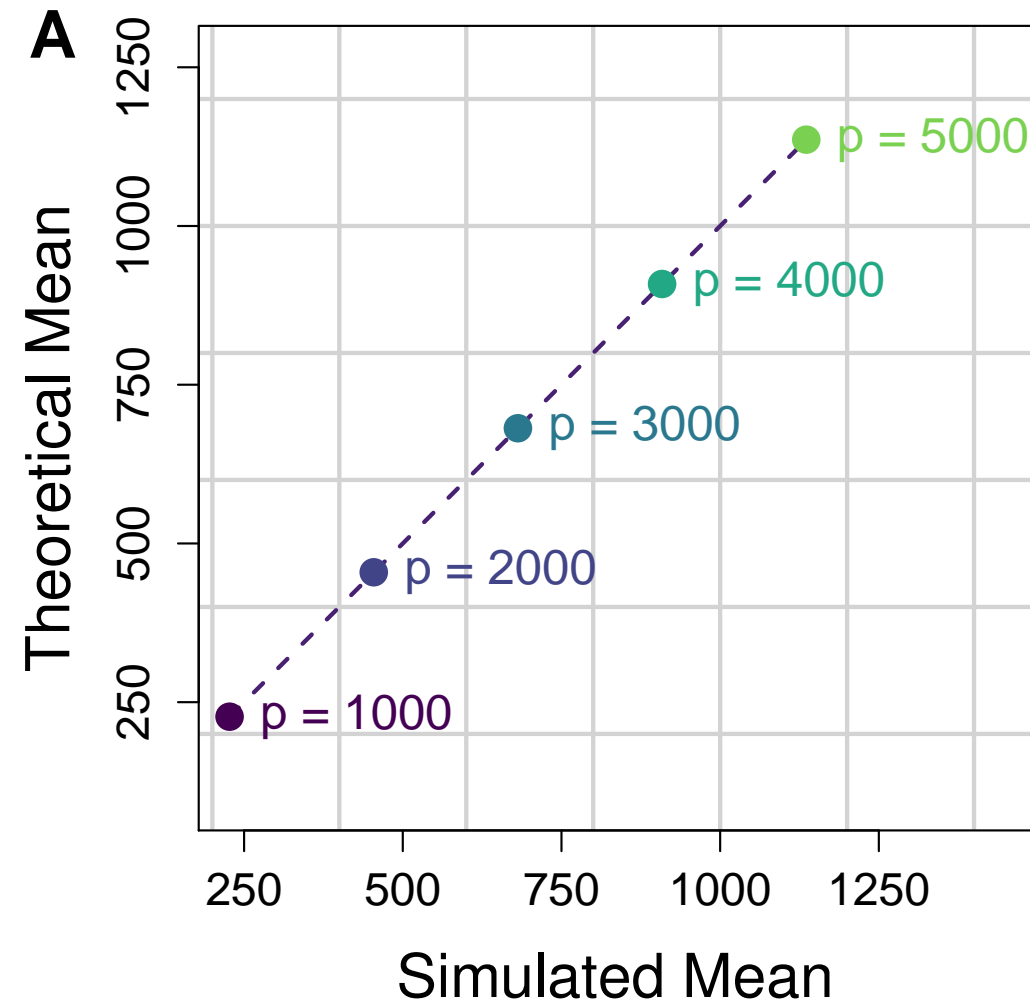 A
Theoretical Mean
1250
1000
750
500
250
p = 5000
p = 4000
p = 3000
p = 2000
p = 1000
250 500 750 1000 1250
Simulated Mean